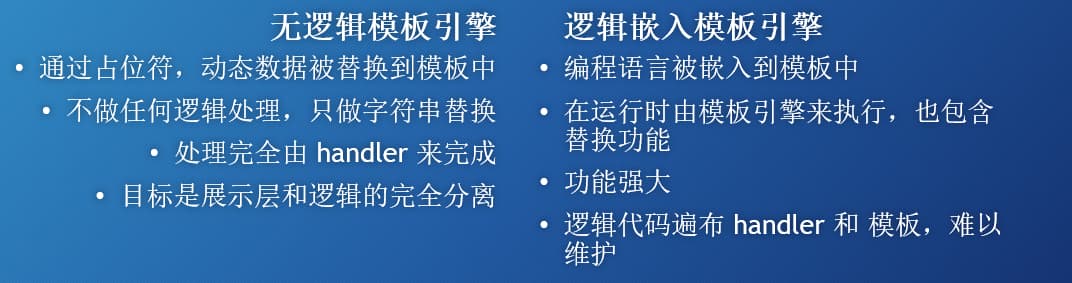 无逻辑模板引擎
• 通过占位符，动态数据被替换到模板中
• 不做任何逻辑处理，只做字符串替换
• 处理完全由 handler 来完成
• 目标是展示层和逻辑的完全分离
逻辑嵌入模板引擎
• 编程语言被嵌入到模板中
• 在运行时由模板引擎来执行，也包含
替换功能
• 功能强大
• 逻辑代码遍布 handler 和 模板，难以
维护